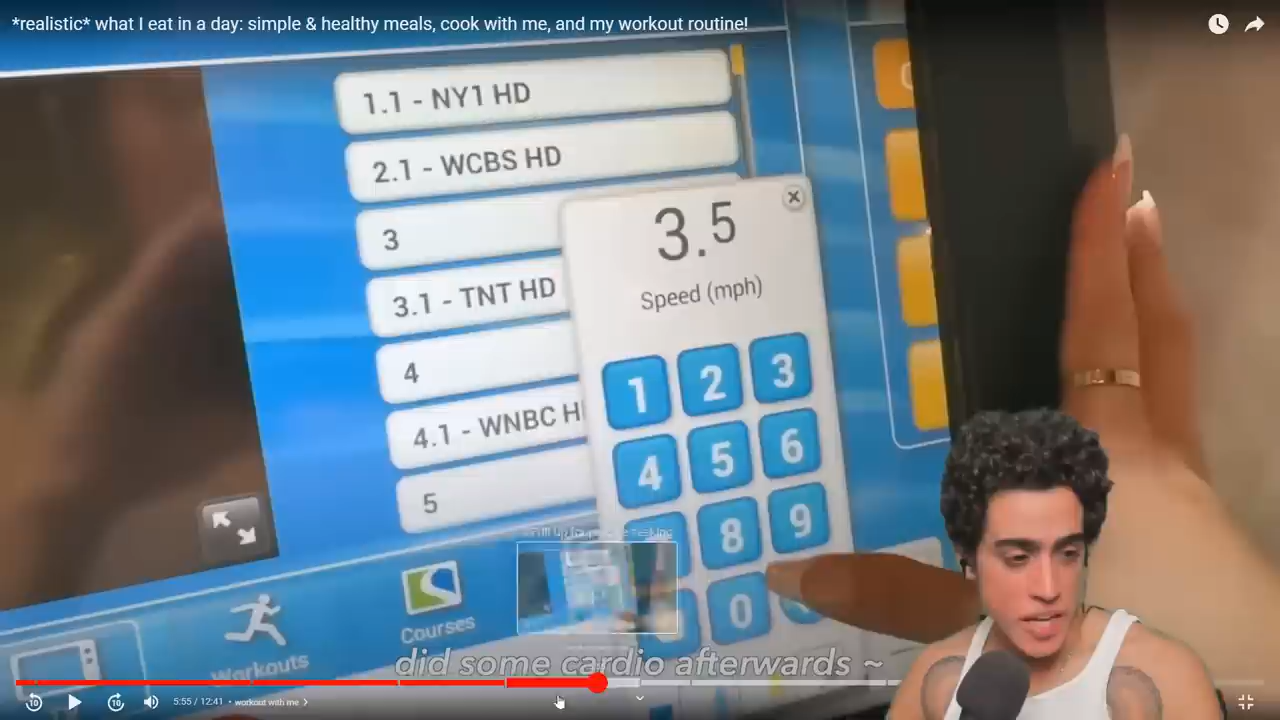 *realistic* what I eat in a day: simple & healthy meals, cook with me, and my workout routine!
1.1 - NY1 HD
2.1 - WCBS HD
3
3.1 - TNT HD
4
4.1 - WNBC H
5
3.5
Speed (mph)
1 2 3
4 5 6
8 9
0
Courses
Workouts
did some cardio afterwards ~
10
10
5:55 / 12:41 • workout with me >